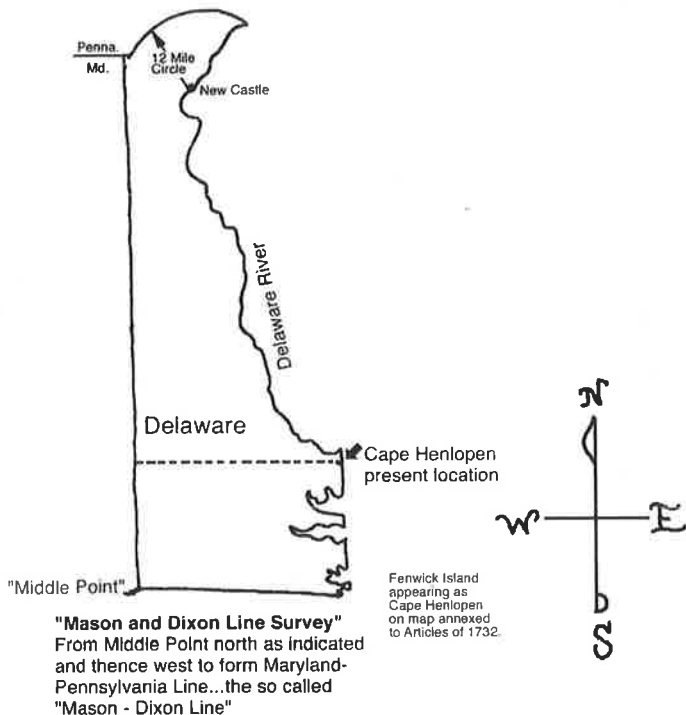 Penna.
Md.
12 Mile
Circle
New Castle
Delaware River
Delaware
Cape Henlopen
present location
N
W
E
S
"Middle Point"
Fenwick Island
appearing as
Cape Henlopen
on map annexed
to Articles of 1732.
"Mason and Dixon Line Survey"
From Middle Point north as indicated
and thence west to form Maryland-
Pennsylvania Line...the so called
"Mason - Dixon Line"